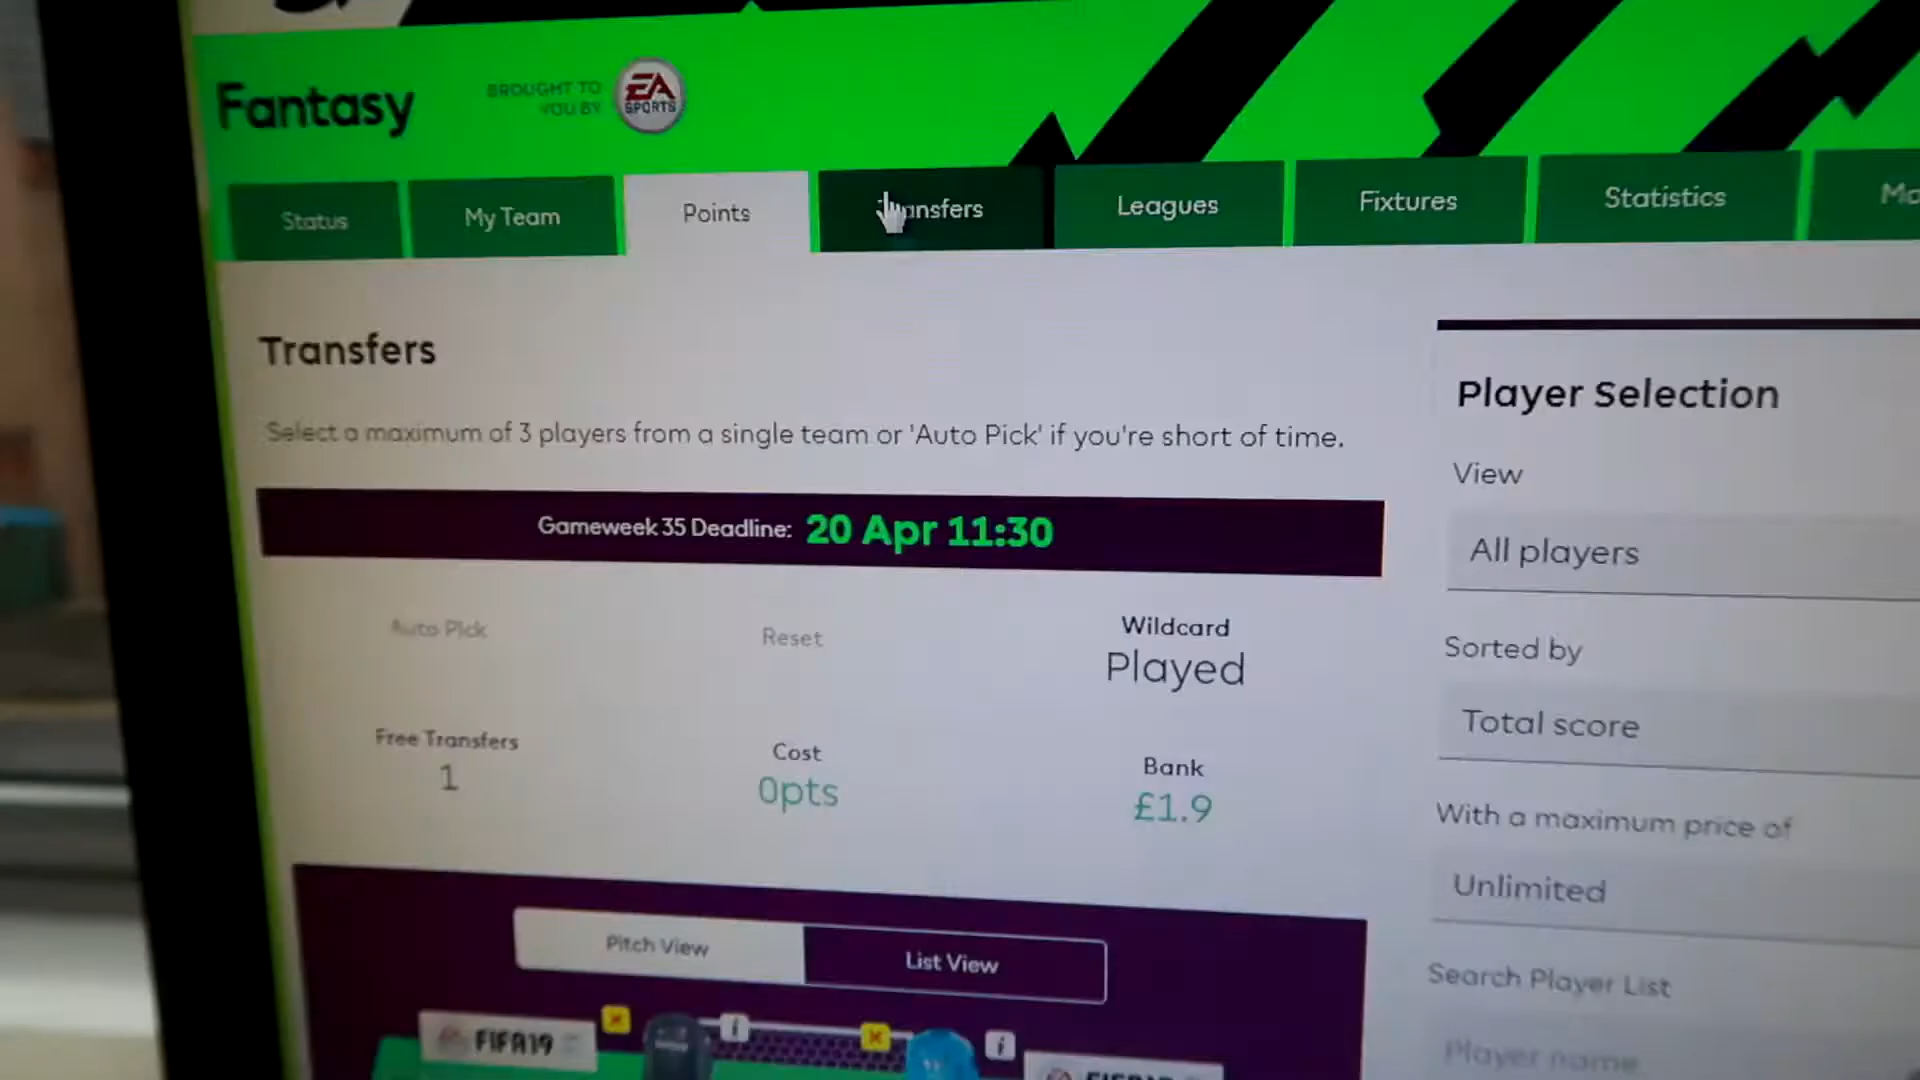 Fantasy
BROUGHT TO
YOU BY
EA
SPORTS
Status
My Team
Points
Transfers
Leagues
Fixtures
Statistics
Transfers
Select a maximum of 3 players from a single team or 'Auto Pick' if you're short of time.
Gameweek 35 Deadline: 20 Apr 11:30
Auto Pick
Reset
Wildcard
Played
Free Transfers
1
Cost
0pts
Bank
£1.9
Pitch View
List View
FIFA19
Player Selection
View
All players
Sorted by
Total score
With a maximum price of
Unlimited
Search Player List
Player name